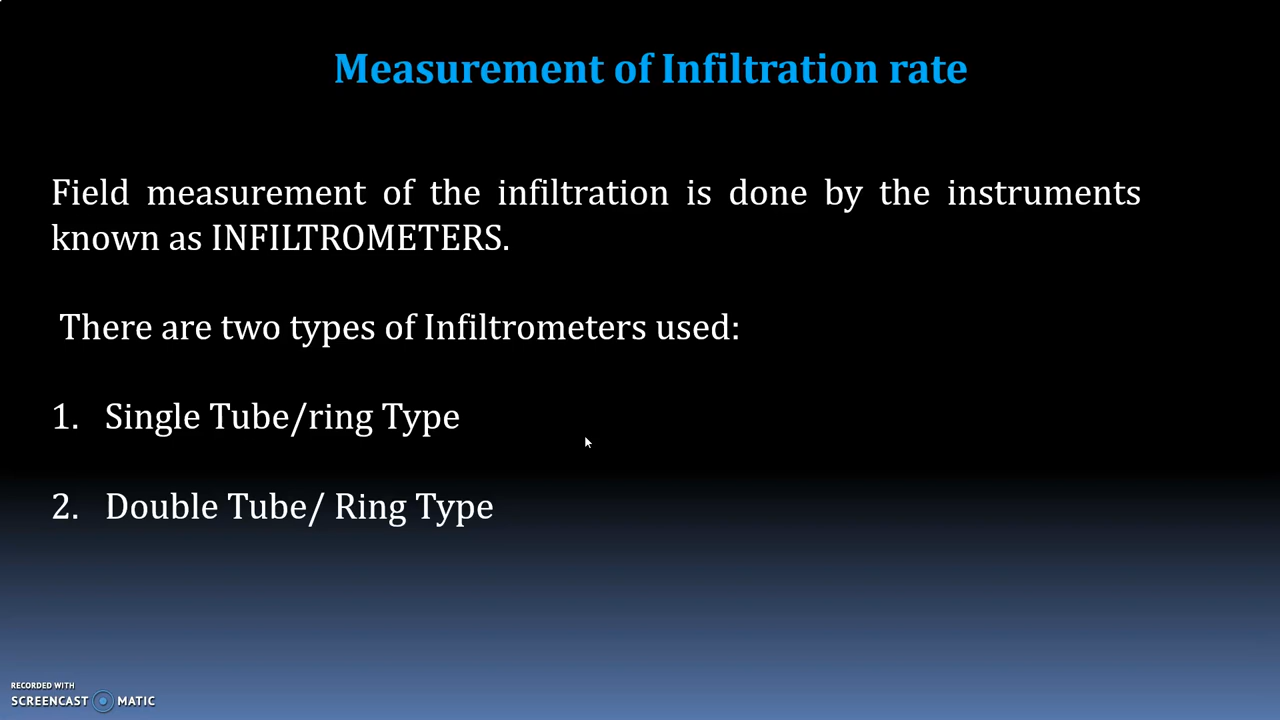 Measurement of Infiltration rate
Field measurement of the infiltration is done by the instruments
known as INFILTROMETERS.
There are two types of Infiltrometers used:
1. Single Tube/ring Type
2. Double Tube/ Ring Type
RECORDED WITH
SCREENCAST MATIC